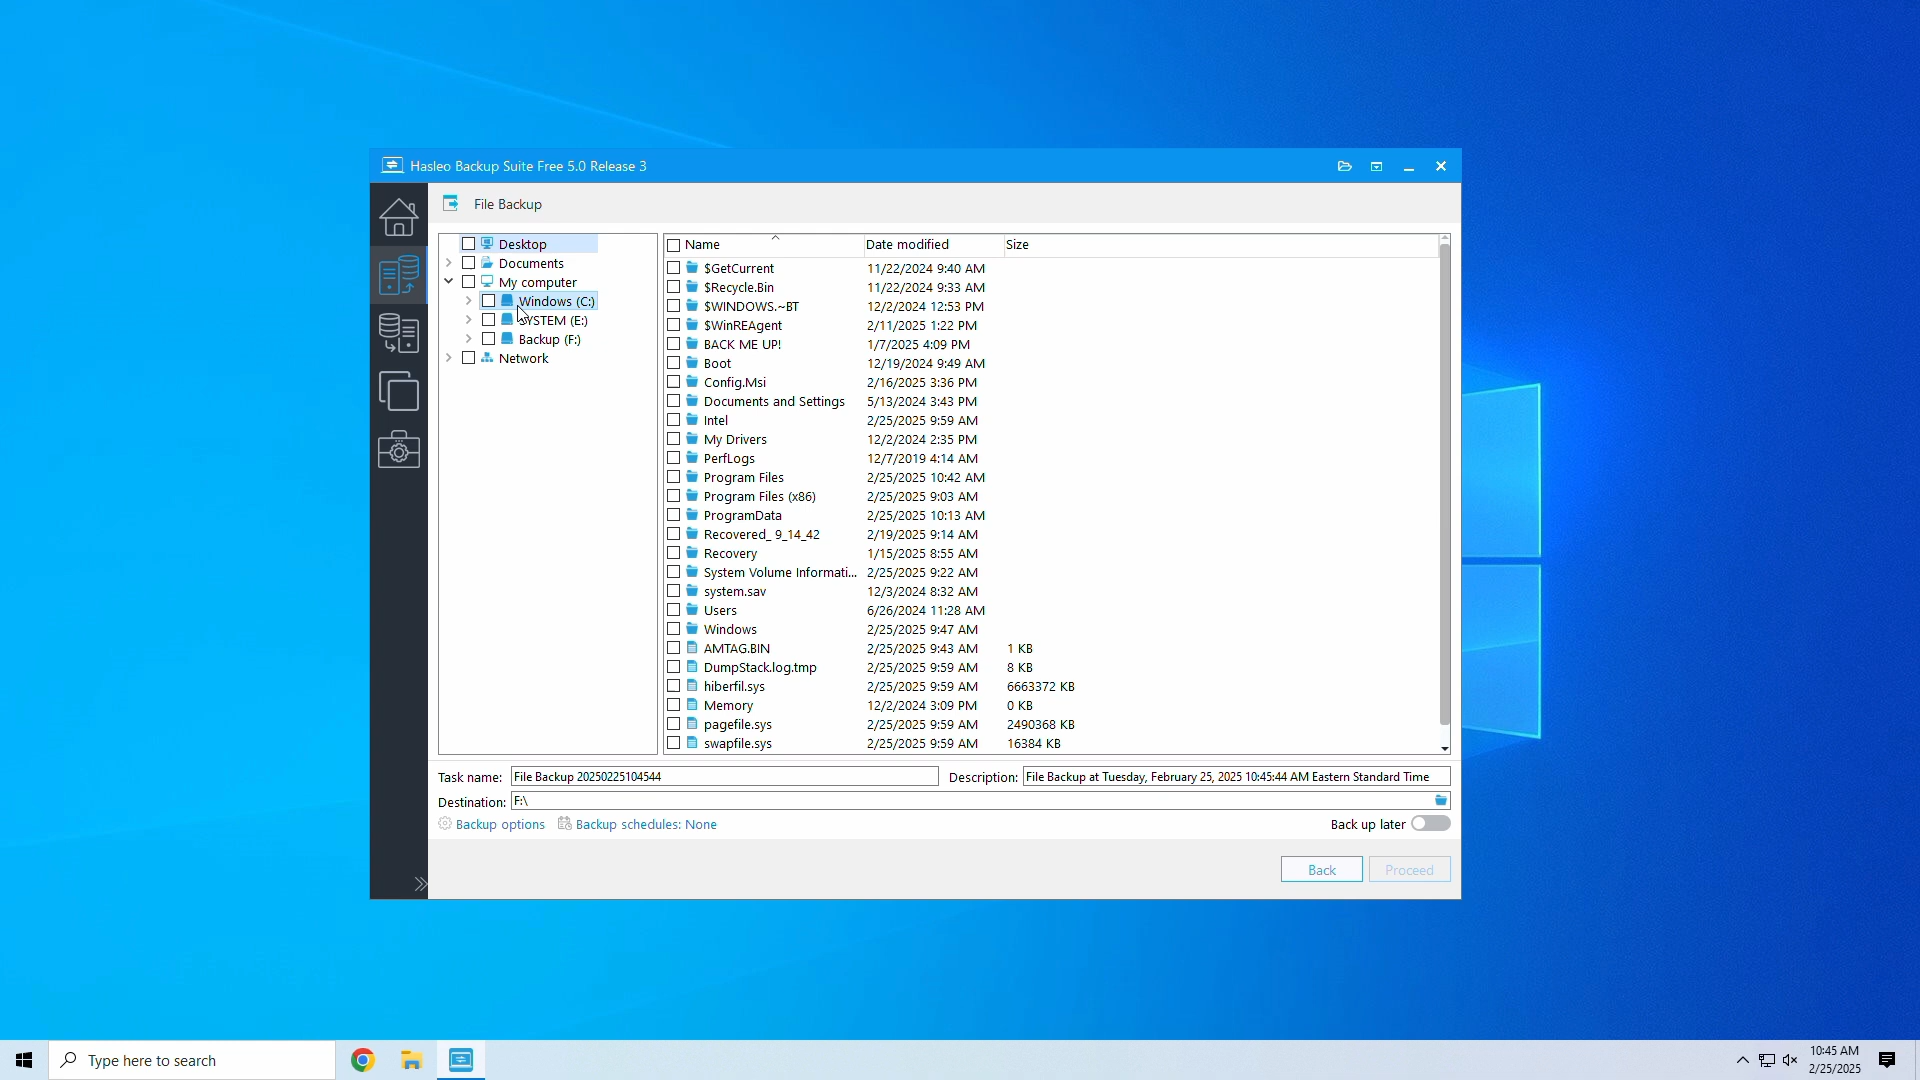 Hasleo Backup Suite Free 5.0 Release 3
File Backup
Desktop
Documents
My computer
Windows (C:)
SYSTEM (E:)
Backup (F:)
Network
Name Date modified Size
$GetCurrent 11/22/2024 9:40 AM
$Recycle.Bin 11/22/2024 9:33 AM
$WINDOWS.~BT 12/2/2024 12:53 PM
$WinREAgent 2/11/2025 1:22 PM
BACK ME UP! 1/7/2025 4:09 PM
Boot 12/19/2024 9:49 AM
Config.Msi 2/16/2025 3:36 PM
Documents and Settings 5/13/2024 3:43 PM
Intel 2/25/2025 9:59 AM
My Drivers 12/2/2024 2:35 PM
PerfLogs 12/7/2019 4:14 AM
Program Files 2/25/2025 10:42 AM
Program Files (x86) 2/25/2025 9:03 AM
ProgramData 2/25/2025 10:13 AM
Recovered_ 9_14_42 2/19/2025 9:14 AM
Recovery 1/15/2025 8:55 AM
System Volume Informati... 2/25/2025 9:22 AM
system.sav 12/3/2024 8:32 AM
Users 6/26/2024 11:28 AM
Windows 2/25/2025 9:47 AM
AMTAG.BIN 2/25/2025 9:43 AM 1 KB
DumpStack.log.tmp 2/25/2025 9:59 AM 8 KB
hiberfil.sys 2/25/2025 9:59 AM 6663372 KB
Memory 12/2/2024 3:09 PM 0 KB
pagefile.sys 2/25/2025 9:59 AM 2490368 KB
swapfile.sys 2/25/2025 9:59 AM 16384 KB
Task name: File Backup 20250225104544 Description: File Backup at Tuesday, February 25, 2025 10:45:44 AM Eastern Standard Time
Destination: F:\
Backup options Backup schedules: None Back up later
Back Proceed
Type here to search
10:45 AM
2/25/2025